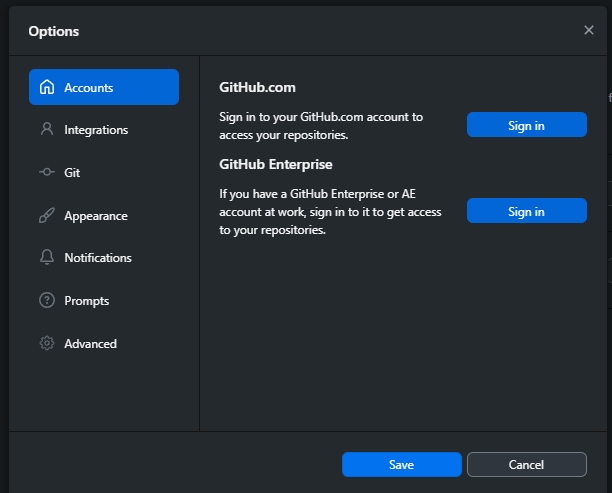 Options
Accounts
Integrations
Git
Appearance
Notifications
Prompts
Advanced
GitHub.com
Sign in to your GitHub.com account to
access your repositories.
Sign in
GitHub Enterprise
If you have a GitHub Enterprise or AE
account at work, sign in to it to get access
to your repositories.
Sign in
Save
Cancel